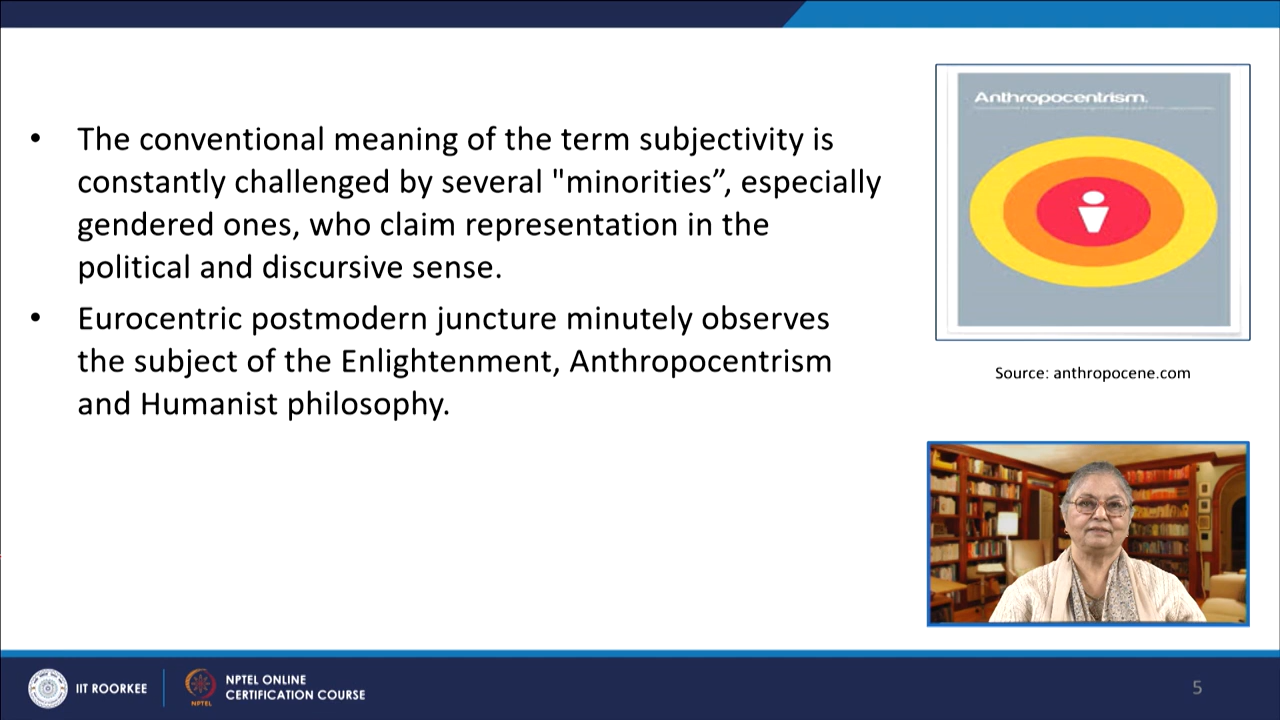 • The conventional meaning of the term subjectivity is
constantly challenged by several "minorities”, especially
gendered ones, who claim representation in the
political and discursive sense.
• Eurocentric postmodern juncture minutely observes
the subject of the Enlightenment, Anthropocentrism
and Humanist philosophy.
Anthropocentrism.
Source: anthropocene.com
IIT ROORKEE
NPTEL
NPTEL ONLINE
CERTIFICATION COURSE
5